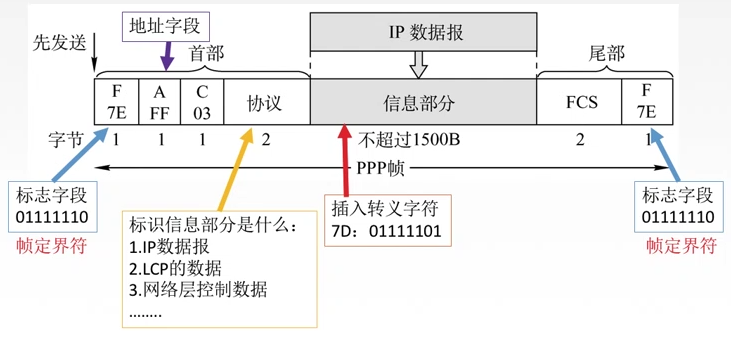 地址字段
IP 数据报
先发送
首部
尾部
F A C
7E FF 03 协议 信息部分 FCS F
7E
字节 1 1 1 2 不超过1500B 2 1
PPP帧
标志字段
01111110
帧定界符
标识信息部分是什么：
1.IP数据报
2.LCP的数据
3.网络层控制数据
……..
插入转义字符
7D：01111101
标志字段
01111110
帧定界符